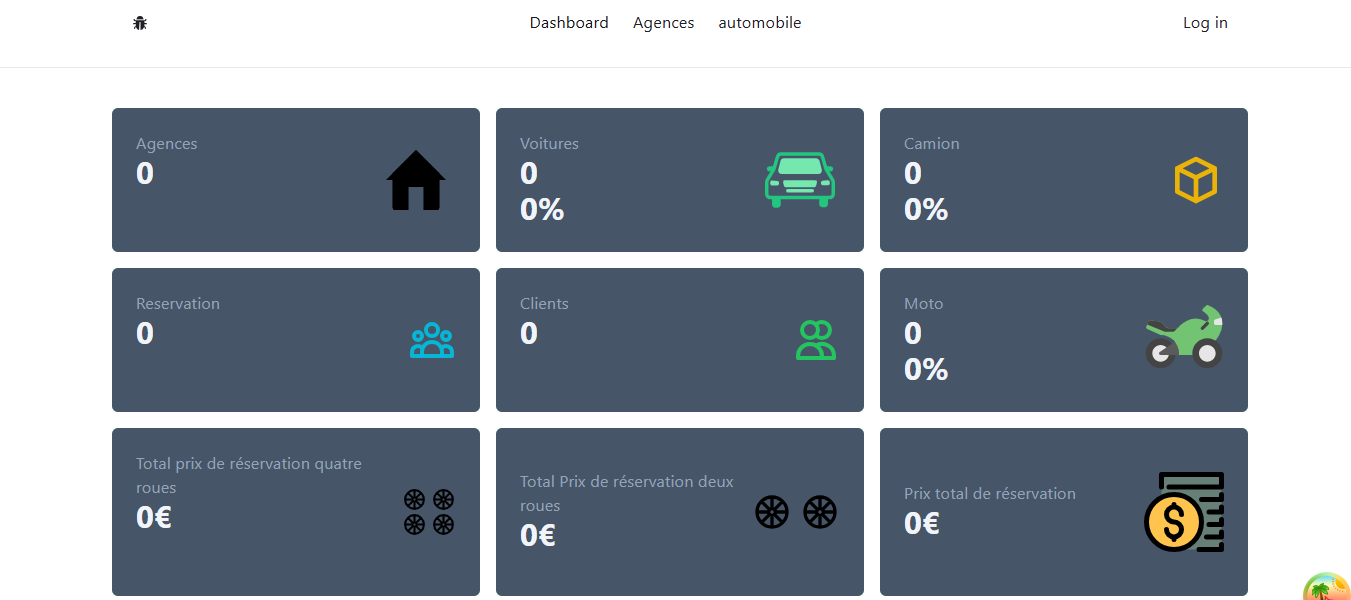 Dashboard
Agences
automobile
Log in
Agences
0
Voitures
0
0%
Camion
0
0%
Reservation
0
Clients
0
Moto
0
0%
Total prix de réservation quatre
roues
0€
Total Prix de réservation deux
roues
0€
Prix total de réservation
0€